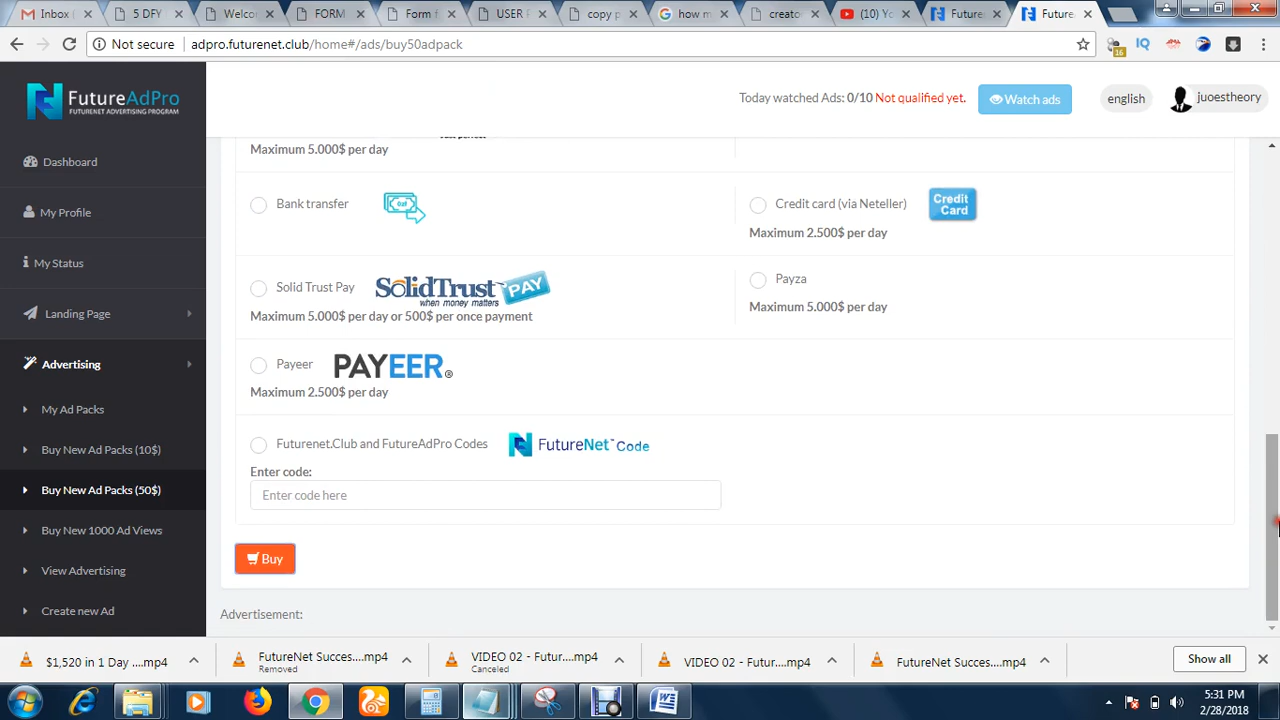 Inbox (
5 DFY
Welco
CRM
Form f
USER F
copy p
how m
creato
(10) Yo
Future
Future
Not secure
adpro.futurenet.club/home#/ads/buy50adpack
16
IQ
FutureAdPro
FUTURENET ADVERTISING PROGRAM
Today watched Ads: 0/10 Not qualified yet.
Watch ads
english
juoestheory
Dashboard
My Profile
My Status
Landing Page
Advertising
My Ad Packs
Buy New Ad Packs (10$)
Buy New Ad Packs (50$)
Buy New 1000 Ad Views
View Advertising
Create new Ad
Maximum 5.000$ per day
Bank transfer
Credit card (via Neteller)
Credit
Card
Maximum 2.500$ per day
Solid Trust Pay
SolidTrust PAY
when money matters
Maximum 5.000$ per day or 500$ per once payment
Payza
Maximum 5.000$ per day
Payeer
PAYEER®
Maximum 2.500$ per day
Futurenet.Club and FutureAdPro Codes
FutureNet™Code
Enter code:
Enter code here
Buy
Advertisement:
$1,520 in 1 Day ....mp4
FutureNet Succes....mp4
Removed
VIDEO 02 - Futur....mp4
Canceled
VIDEO 02 - Futur....mp4
FutureNet Succes....mp4
Show all
5:31 PM
2/28/2018